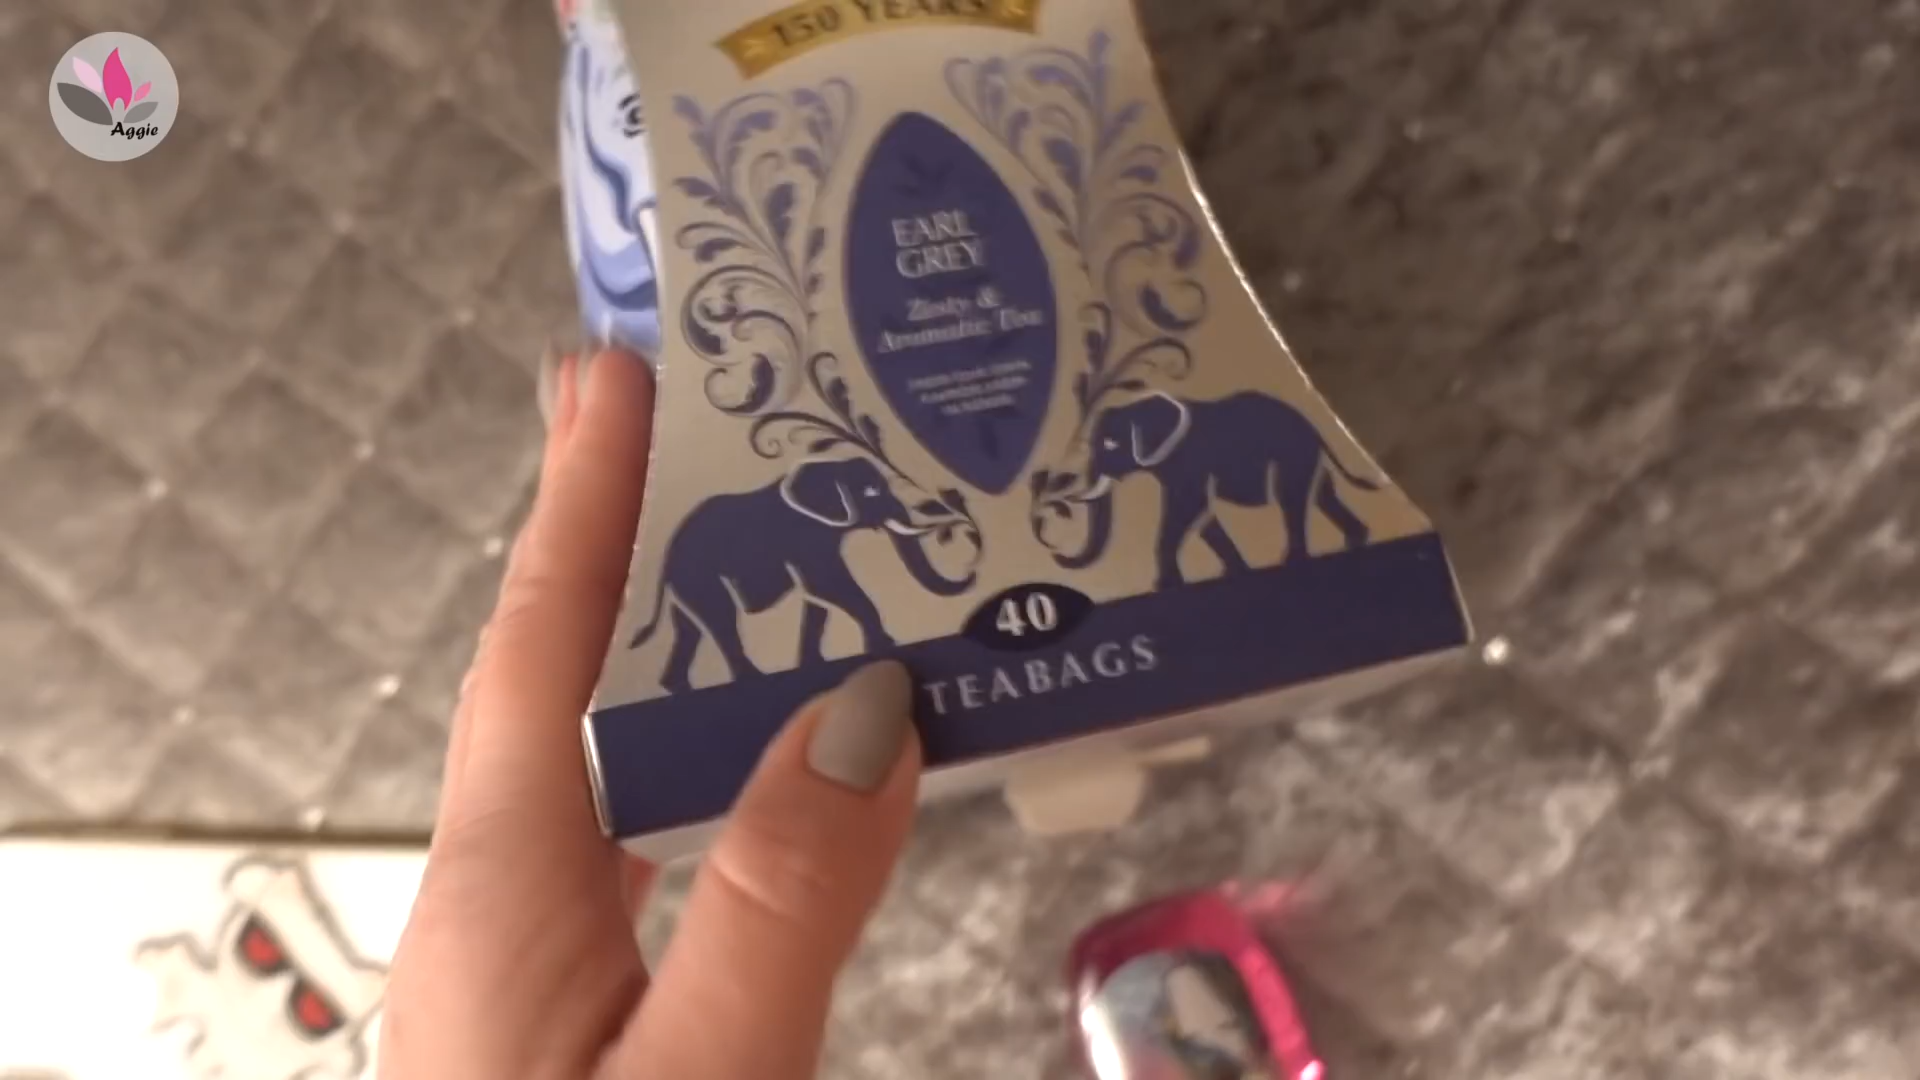 Aggie
150 YEARS
EARL
GREY
Zesty &
Aromatic Tea
40
TEABAGS